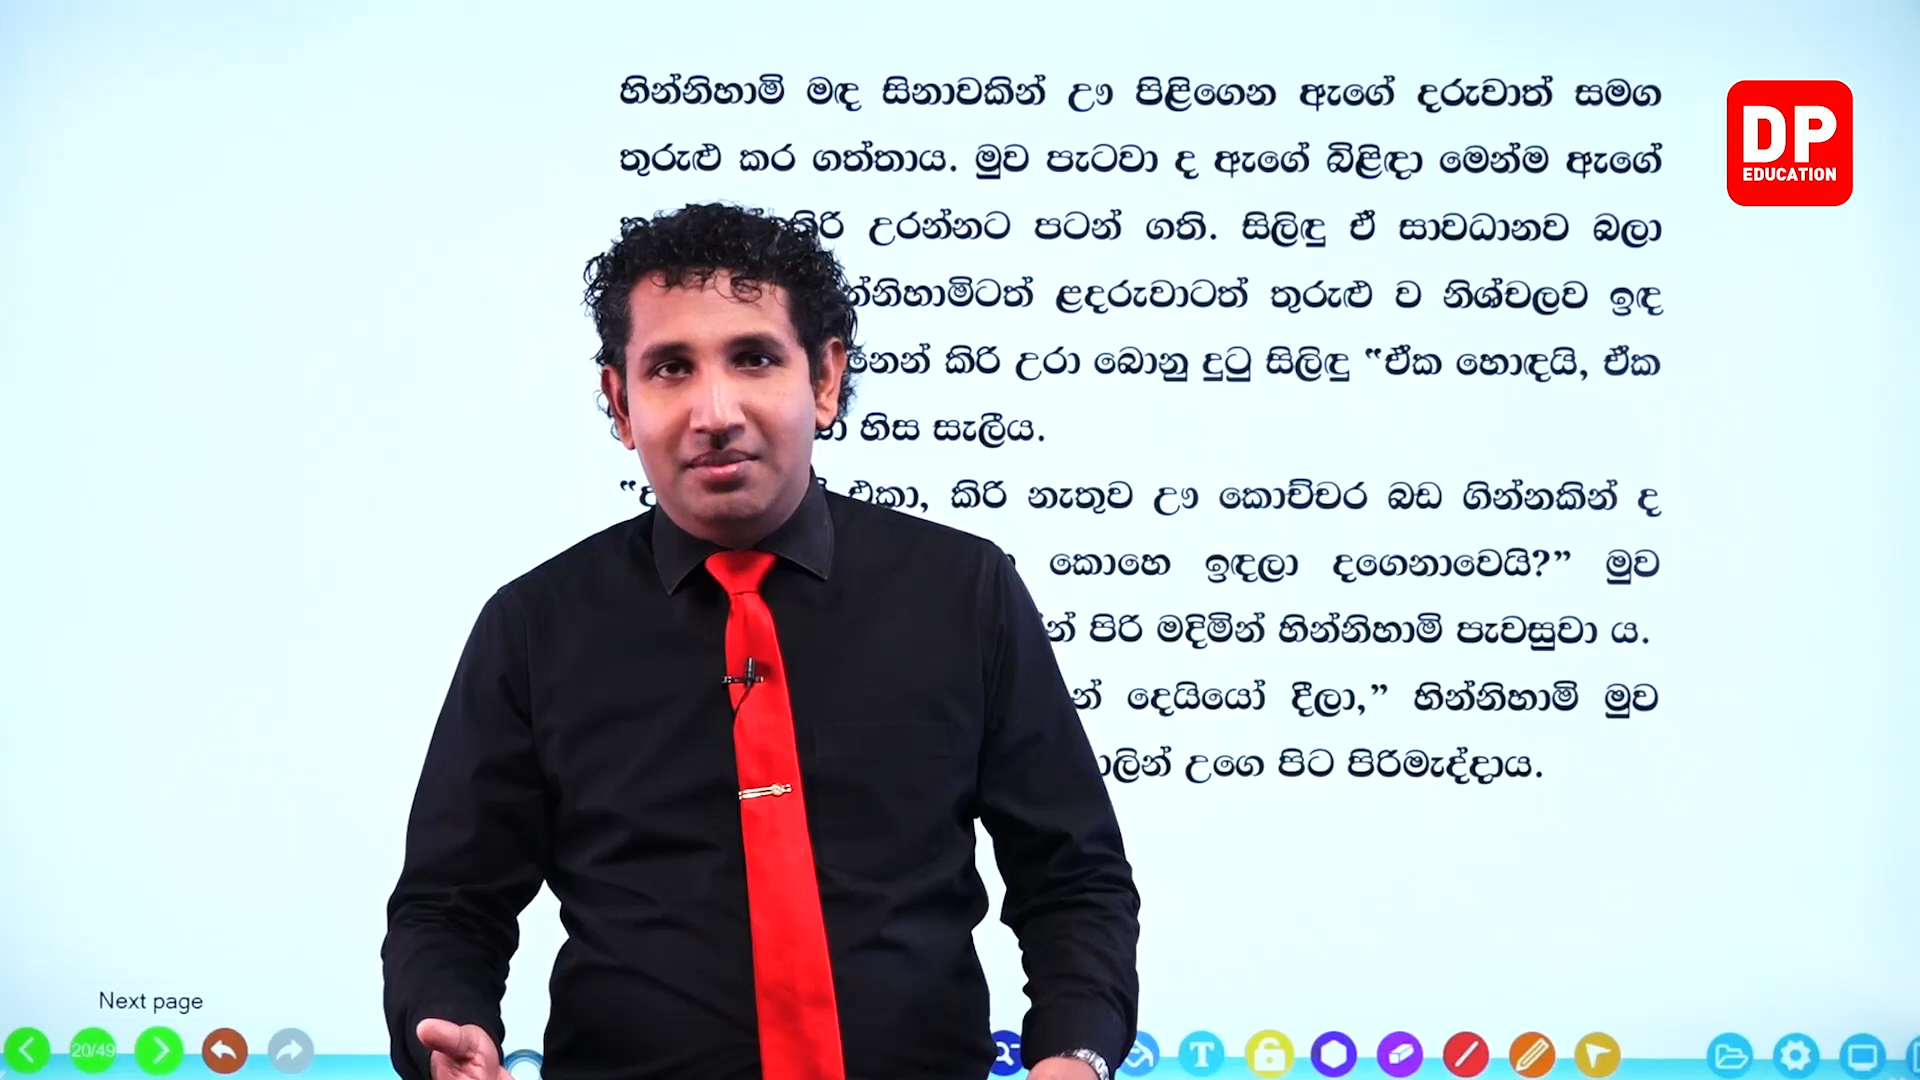 හින්නිහාමි මඳ සිනාවකින් ඌ පිළිගෙන ඇගේ දරුවාත් සමග
DP
EDUCATION
තුරුළු කර ගත්තාය. මුව පැටවා ද ඇගේ බිළිඳා මෙන්ම ඇගේ
උරන්නට පටන් ගති. සිලිඳු ඒ සාවධානව බලා
ළදරුවාටත් තුරුළු ව නිශ්චලව ඉඳ
කිරි උරා බොනු දුටු සිලිඳු “ඒක හොඳයි, ඒක
හිස සැලීය.
එකා, කිරි නැතුව ඌ කොච්චර බඩ ගින්නකින් ද
කොහෙ ඉඳලා දගෙනාවෙයි?” මුව
පිරි මදිමින් හින්නිහාමි පැවසුවා ය.
දෙයියෝ දීලා,” හින්නිහාමි මුව
උගෙ පිට පිරිමැද්දාය.
Next page
20/49
T